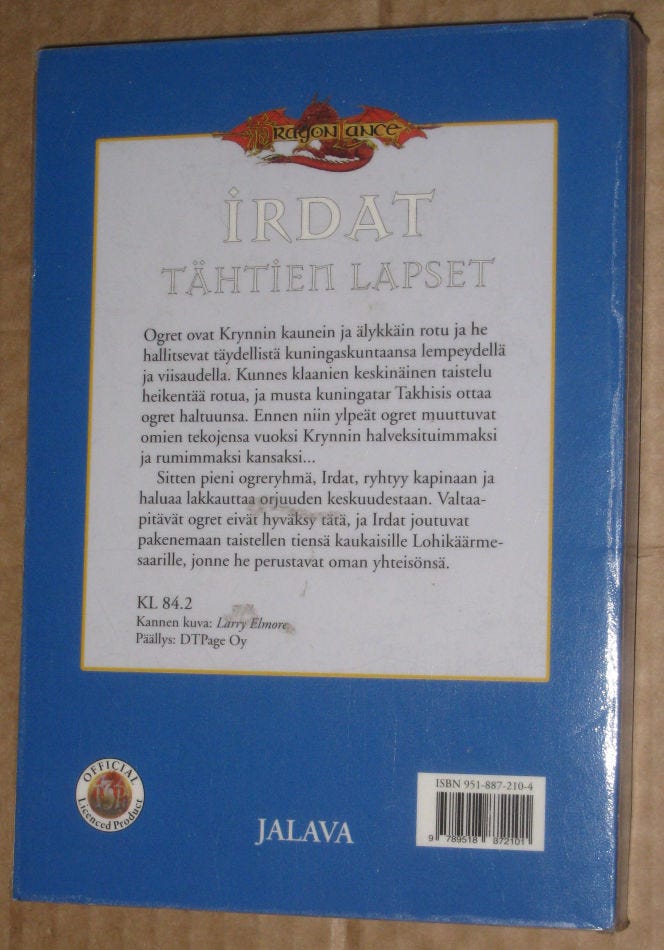 DragonLance
IRDAT
TÄHTIEN LAPSET
Ogret ovat Krynnin kaunein ja älykkäin rotu ja he
hallitsevat täydellistä kuningaskuntaansa lempeydellä
ja viisaudella. Kunnes klaanien keskinäinen taistelu
heikentää rotua, ja musta kuningatar Takhisis ottaa
ogret haltuunsa. Ennen niin ylpeät ogret muuttuvat
omien tekojensa vuoksi Krynnin halveksituimmaksi
ja rumimmaksi kansaksi...
Sitten pieni ogreryhmä, Irdat, ryhtyy kapinaan ja
haluaa lakkauttaa orjuuden keskuudestaan. Valtaa-
pitävät ogret eivät hyväksy tätä, ja Irdat joutuvat
pakenemaan taistellen tiensä kaukaisille Lohikäärme-
saarille, jonne he perustavat oman yhteisönsä.
KL 84.2
Kannen kuva: Larry Elmore
Päällys: DTPage Oy
OFFICIAL
TSR
Licenced Product
JALAVA
ISBN 951-887-210-4
9 789518 872101